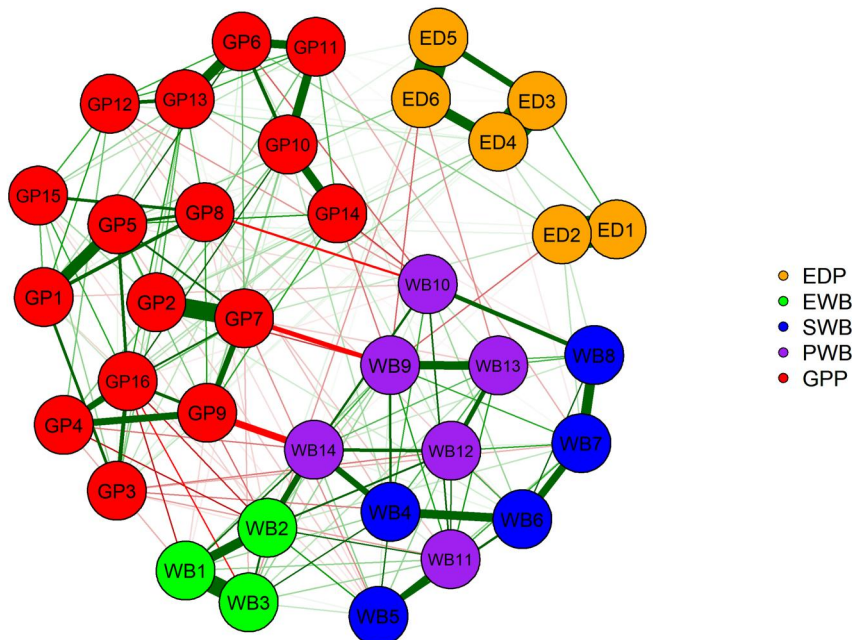 GP6
GP11
ED5
GP12
GP13
ED6
ED3
GP10
ED4
GP15
GP5
GP8
GP14
ED2
ED1
WB10
EDP
GP1
GP2
GP7
EWB
SWB
WB9
WB13
WB8
PWB
GP16
GPP
GP4
GP9
WB14
WB12
WB7
GP3
WB2
WB4
WB6
WB1
WB11
WB3
WB5